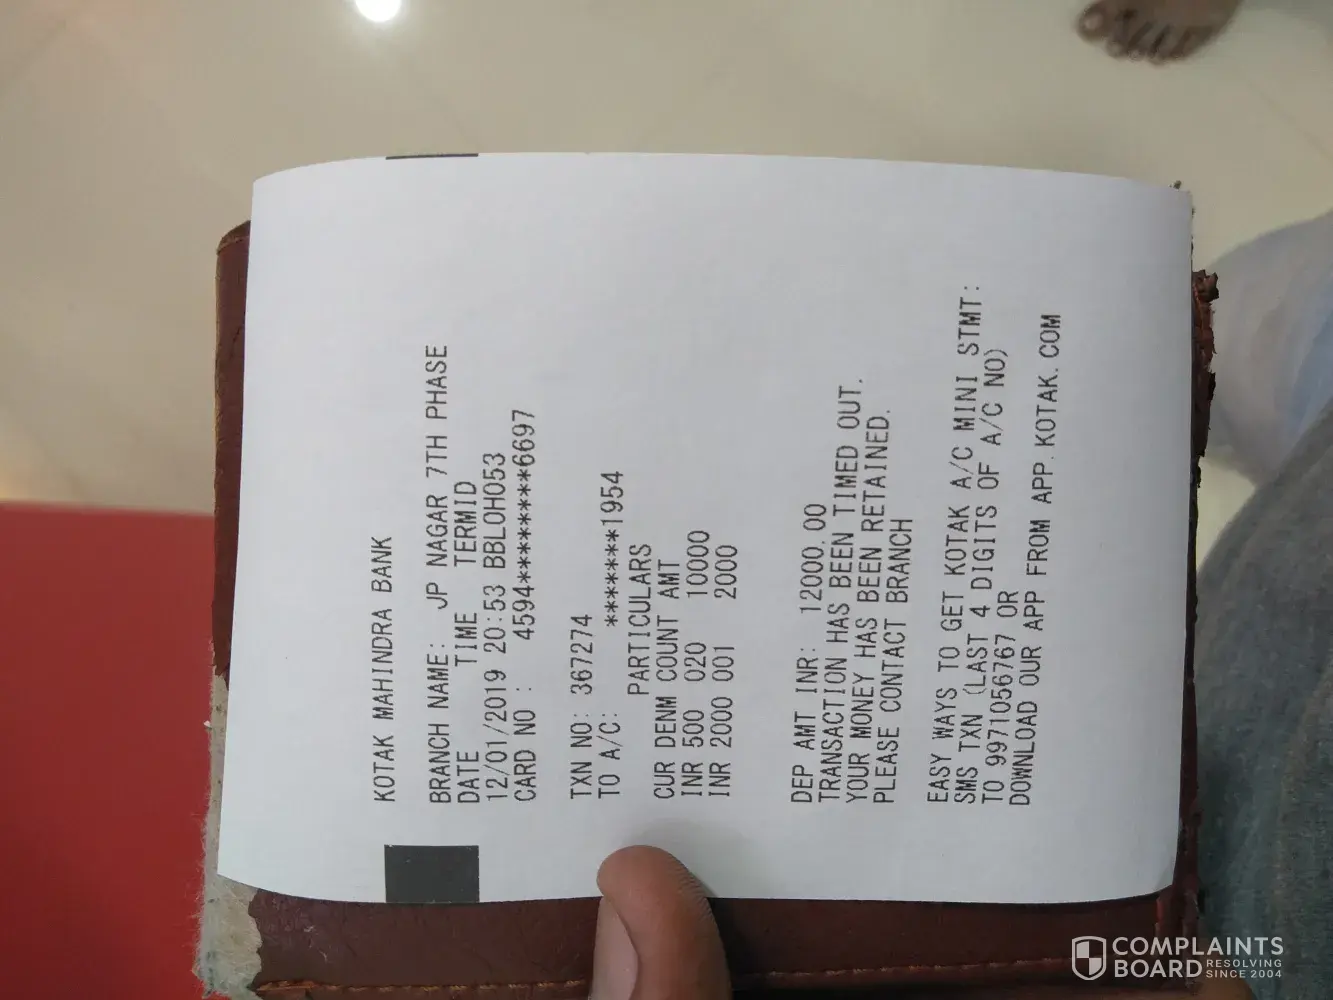 KOTAK MAHINDRA BANK
BRANCH NAME: JP NAGAR 7TH PHASE
DATE TIME TERMID
12/01/2019 20:53 BBLOH053
CARD NO : 4594********6697
TXN NO: 367274
TO A/C: *******1954
PARTICULARS
CUR DENM COUNT AMT
INR 500 020 10000
INR 2000 001 2000
DEP AMT INR: 12000.00
TRANSACTION HAS BEEN TIMED OUT.
YOUR MONEY HAS BEEN RETAINED.
PLEASE CONTACT BRANCH
EASY WAYS TO GET KOTAK A/C MINI STMT:
SMS TXN (LAST 4 DIGITS OF A/C NO)
TO 9971056767 OR
DOWNLOAD OUR APP FROM APP.KOTAK.COM
COMPLAINTS
BOARD RESOLVING SINCE 2004